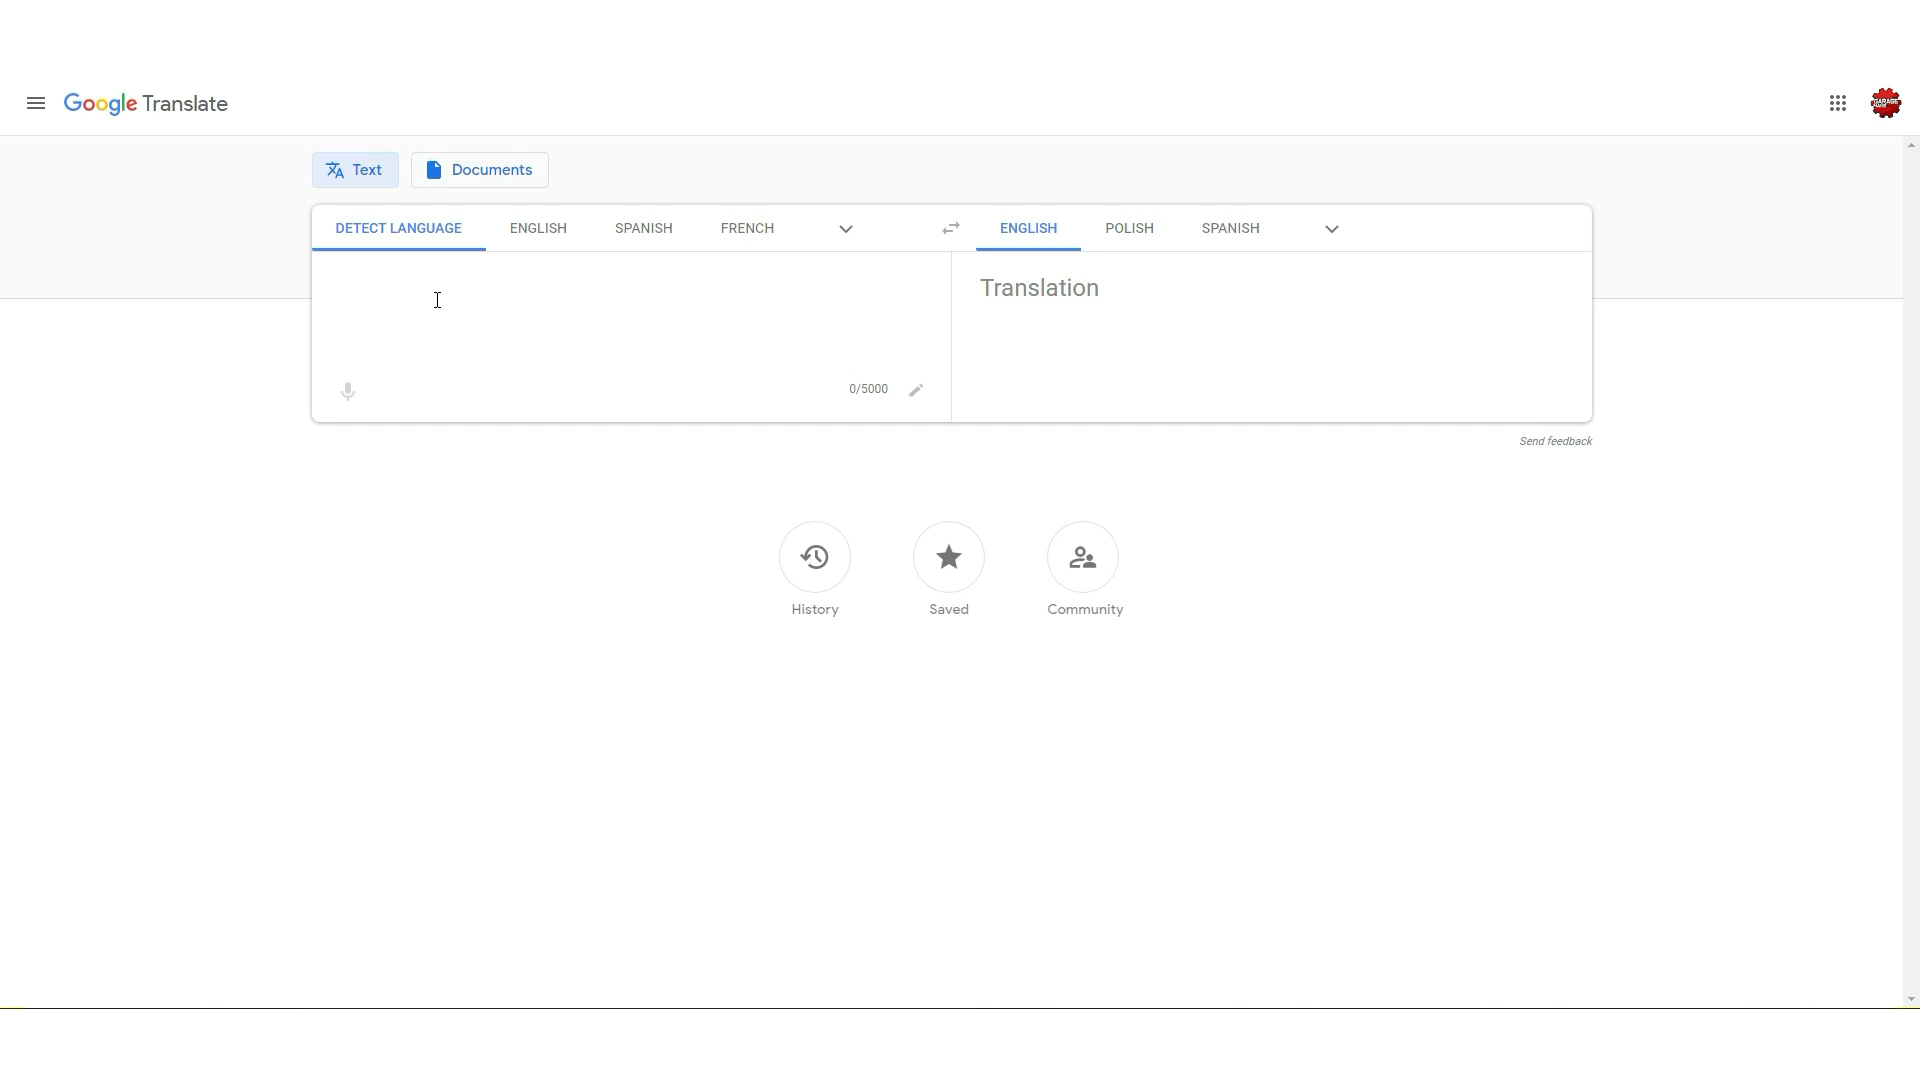 Google Translate
Text
Documents
DETECT LANGUAGE
ENGLISH
SPANISH
FRENCH
ENGLISH
POLISH
SPANISH
Translation
0/5000
Send feedback
History
Saved
Community